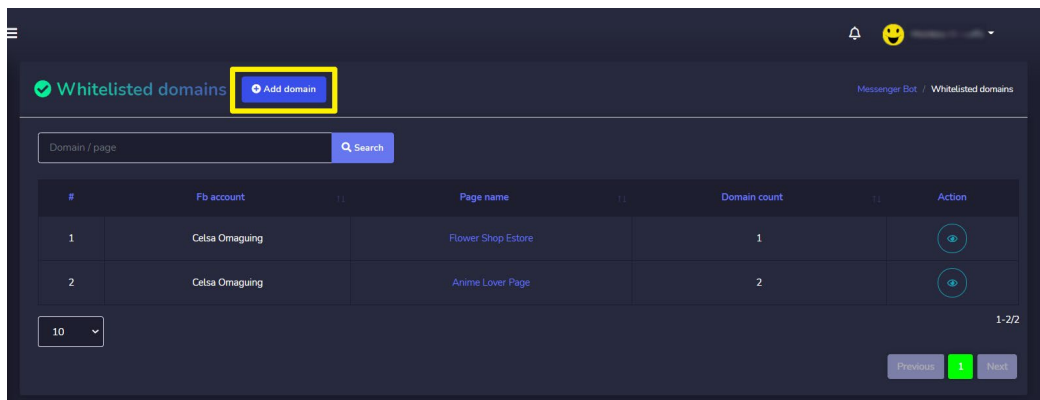 Whitelisted domains Add domain
Messenger Bot / Whitelisted domains
Domain / page Search
# Fb account Page name Domain count Action
1 Celsa Omaguing Flower Shop Estore 1
2 Celsa Omaguing Anime Lover Page 2
10
1-2/2
Previous 1 Next